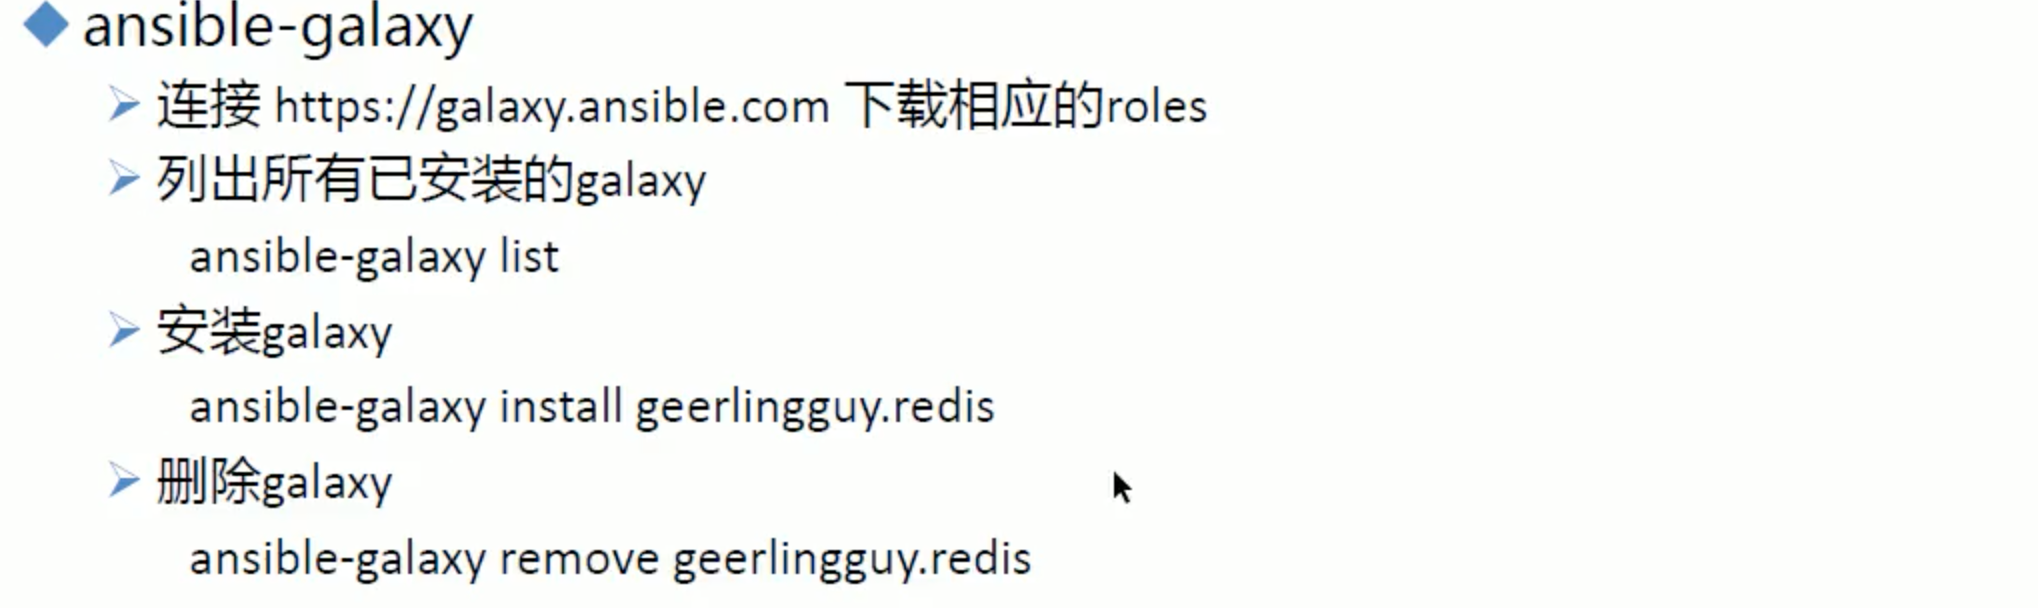 ansible-galaxy
连接 https://galaxy.ansible.com 下载相应的roles
列出所有已安装的galaxy
ansible-galaxy list
安装galaxy
ansible-galaxy install geerlingguy.redis
删除galaxy
ansible-galaxy remove geerlingguy.redis